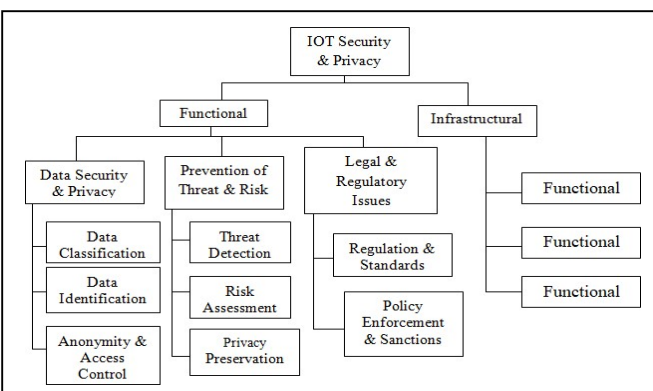 IOT Security
& Privacy
Functional
Infrastructural
Data Security
& Privacy
Prevention of
Threat & Risk
Legal &
Regulatory
Issues
Functional
Data
Classification
Threat
Detection
Regulation &
Standards
Functional
Data
Identification
Risk
Assessment
Policy
Enforcement
& Sanctions
Functional
Anonymity &
Access
Control
Privacy
Preservation